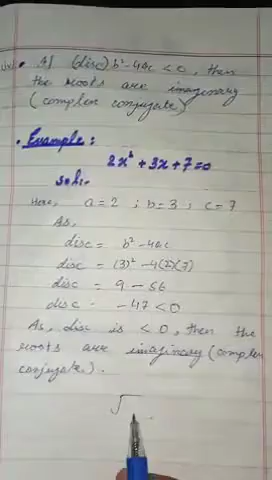 • If (disc) b²-4ac < 0, then
the roots are imaginary
(complex conjugate)
• Example:
2x² + 3x + 7 = 0
Soln.
Here, a = 2 ; b = 3 ; c = 7
As,
disc = b² - 4ac
disc = (3)² - 4(2)(7)
disc = 9 - 56
disc = -47 < 0
As, disc is < 0, then the
roots are imaginary (complex
conjugate).
√